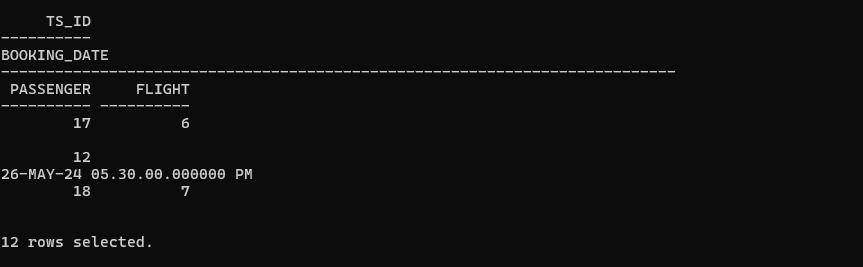 TS_ID
----------
BOOKING_DATE
---------------------------------------------------------------------------
PASSENGER     FLIGHT
---------- ----------
17          6
12
26-MAY-24 05.30.00.000000 PM
18          7
12 rows selected.